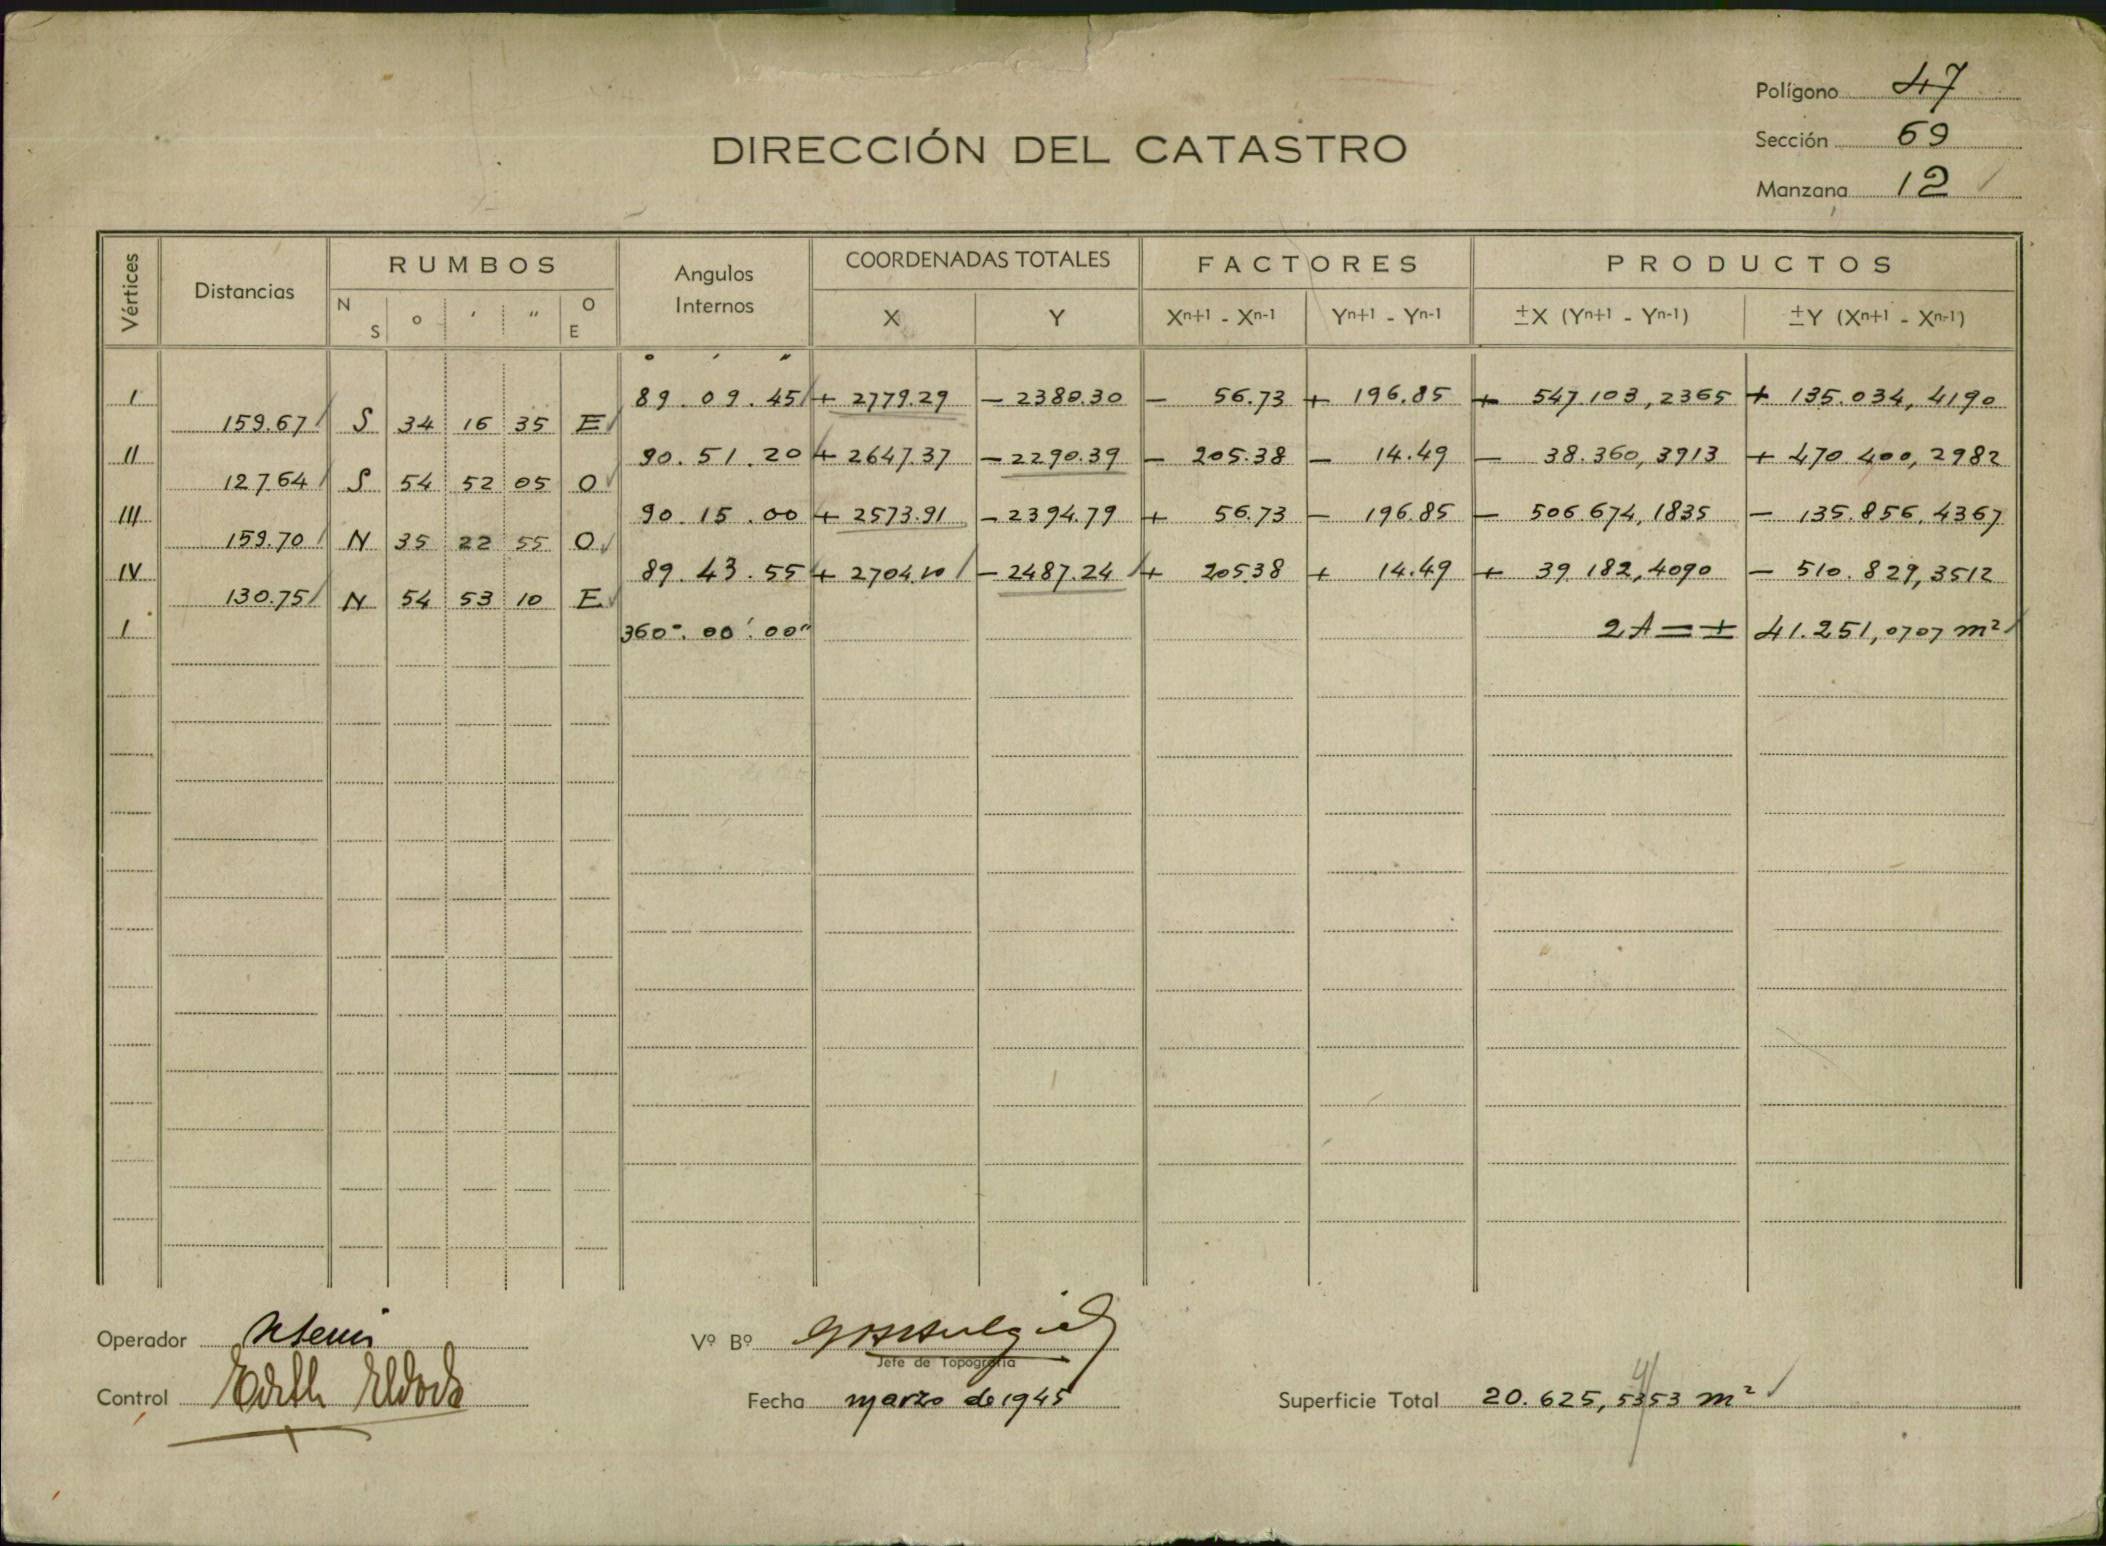 Polígono 47
DIRECCIÓN DEL CATASTRO
Sección 69
Manzana 12
Vértices Distancias RUMBOS Angulos Internos COORDENADAS TOTALES FACTORES PRODUCTOS
N S o ' " O E X Y Xn+1 - Xn-1 Yn+1 - Yn-1 ±X (Yn+1 - Yn-1) ±Y (Xn+1 - Xn-1)
o ' "
I 89.09.45 + 2779.29 - 2380.30 - 56.73 + 196.85 + 547.103,2365 + 135.034,4190
159.67 S 34 16 35 E
II 90.51.20 + 2647.37 - 2290.39 - 205.38 - 14.49 - 38.360,3913 + 470.400,2982
127.64 S 54 52 05 O
III 90.15.00 + 2573.91 - 2394.79 + 56.73 - 196.85 - 506674,1835 - 135.856,4367
159.70 N 35 22 55 O
IV 89.43.55 + 2704.10 - 2487.24 + 205.38 + 14.49 + 39.182,4090 - 510.829,3512
130.75 N 54 53 10 E
I 360°.00'.00" 2A = ± 41.251,0707 m²
Operador
Vº Bº
Jefe de Topografía
Control Edith
Fecha marzo de 1945
Superficie Total 20.625,5353 m²